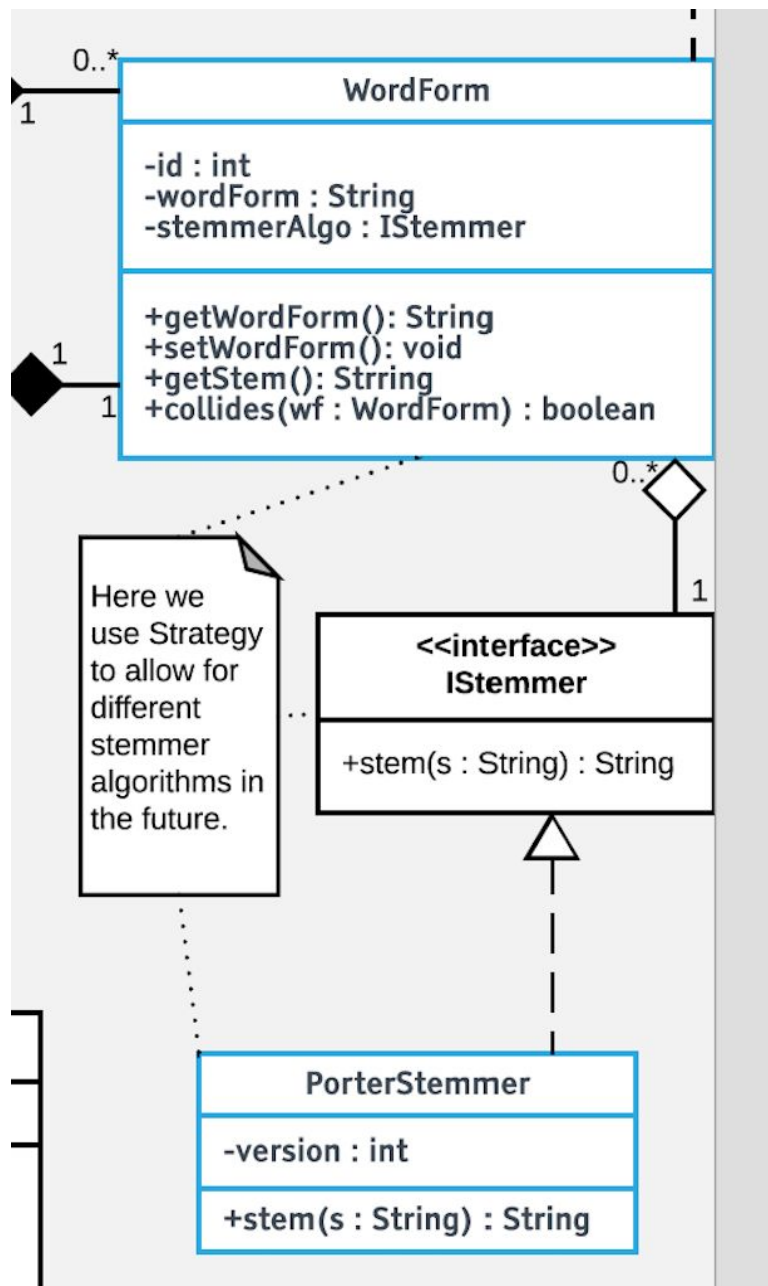 0..*
1
WordForm
-id : int
-wordForm : String
-stemmerAlgo : IStemmer
+getWordForm(): String
+setWordForm(): void
+getStem(): Strring
+collides(wf : WordForm) : boolean
1
1
0..*
1
Here we
use Strategy
to allow for
different
stemmer
algorithms in
the future.
<<interface>>
IStemmer
+stem(s : String) : String
PorterStemmer
-version : int
+stem(s : String) : String